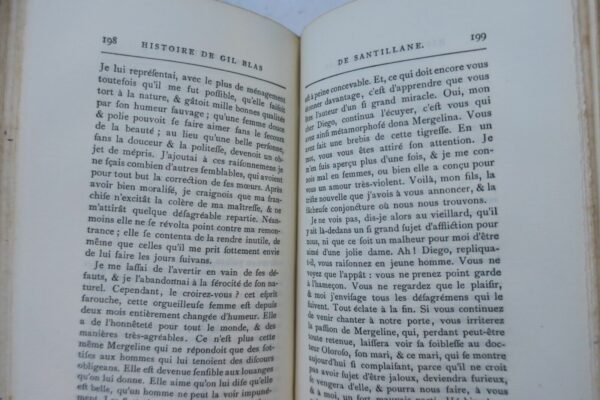 198
HISTOIRE DE GIL BLAS
Je lui repréſentai, avec le plus de ménagement
toutefois qu'il me fut poſſible, qu'elle faiſoit
tort à la nature, & gâtoit mille bonnes qualités
par ſon humeur ſauvage ; qu'une femme douce
& polie pouvoit ſe faire aimer ſans le ſecours
de la beauté ; au lieu qu'une belle perſonne,
ſans la douceur & la politeſſe, devenoit un ob-
jet de mépris. J'ajoutai à ces raiſonnemens je
ne ſçais combien d'autres ſemblables, qui avoient
pour tout but la correction de ſes mœurs. Après
avoir bien moraliſé, je craignois que ma fran-
chiſe n'excitât la colère de ma maîtreſſe, & ne
m'attirât quelque déſagréable repartie. Néan-
moins elle ne ſe révolta point contre ma remon-
trance ; elle ſe contenta de la rendre inutile, de
même que celles qu'il me prit ſottement envie
de lui faire les jours ſuivans.
Je me laſſai de l'avertir en vain de ſes dé-
fauts, & je l'abandonnai à la férocité de ſon na-
turel. Cependant, le croirez-vous ? cet eſprit
farouche, cette orgueilleuſe femme eſt depuis
deux mois entièrement changée d'humeur. Elle
a de l'honnêteté pour tout le monde, & des
manières très-agréables. Ce n'eſt plus cette
même Mergeline qui ne répondoit que des ſot-
tiſes aux hommes qui lui tenoient des diſcours
obligeans. Elle eſt devenue ſenſible aux louanges
qu'on lui donne. Elle aime qu'on lui diſe qu'elle
eſt belle, qu'un homme ne peut la voir impuné-
DE SANTILLANE.
199
eſt à peine concevable. Et, ce qui doit encore vous
étonner davantage, c'eſt d'apprendre que vous
êtes l'auteur d'un ſi grand miracle. Oui, mon
cher Diego, continua l'écuyer, c'eſt vous qui
avez ainſi métamorphoſé dona Mergelina. Vous
avez fait une brebis de cette tigreſſe. En un
mot, vous vous êtes attiré ſon attention. Je
m'en ſuis aperçu plus d'une fois, & je me con-
nois mal en femmes, ou bien elle a conçu pour
vous un amour très-violent. Voilà, mon fils, la
triſte nouvelle que j'avois à vous annoncer, & la
fâcheuſe conjoncture où nous nous trouvons.
Je ne vois pas, dis-je alors au vieillard, qu'il
y ait là-dedans un ſi grand ſujet d'affliction pour
nous, ni que ce ſoit un malheur pour moi d'être
aimé d'une jolie dame. Ah ! Diego, répliqua-
t-il, vous raiſonnez en jeune homme. Vous ne
voyez que l'appât : vous ne prenez point garde
à l'hameçon. Vous ne regardez que le plaiſir,
& moi j'enviſage tous les déſagrémens qui le
ſuivent. Tout éclate à la fin. Si vous continuez
de venir chanter à notre porte, vous irriterez
la paſſion de Mergeline, qui, perdant peut-être
toute retenue, laiſſera voir ſa foibleſſe au doc-
teur Oloroſo, ſon mari, & ce mari, qui ſe montre
aujourd'hui ſi complaiſant, parce qu'il ne croit
pas avoir ſujet d'être jaloux, deviendra furieux,
ſe vengera d'elle, & pourra nous faire, à vous